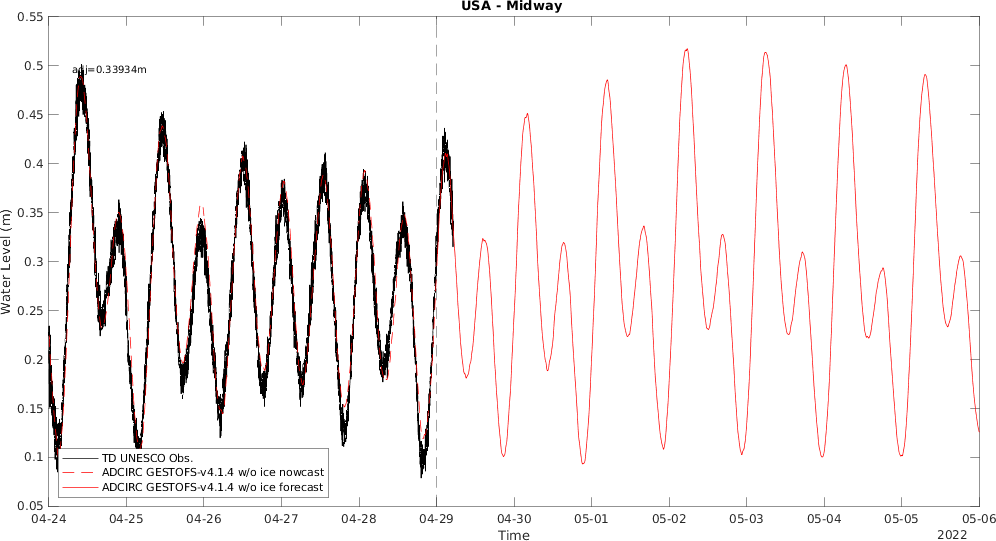 USA - Midway
0.55
0.5
0.45
0.4
0.35
0.3
0.25
0.2
0.15
0.1
0.05
Water Level (m)
adj=0.33934m
TD UNESCO Obs.
ADCIRC GESTOFS-v4.1.4 w/o ice nowcast
ADCIRC GESTOFS-v4.1.4 w/o ice forecast
04-24 04-25 04-26 04-27 04-28 04-29 04-30 05-01 05-02 05-03 05-04 05-05 05-06
Time
2022